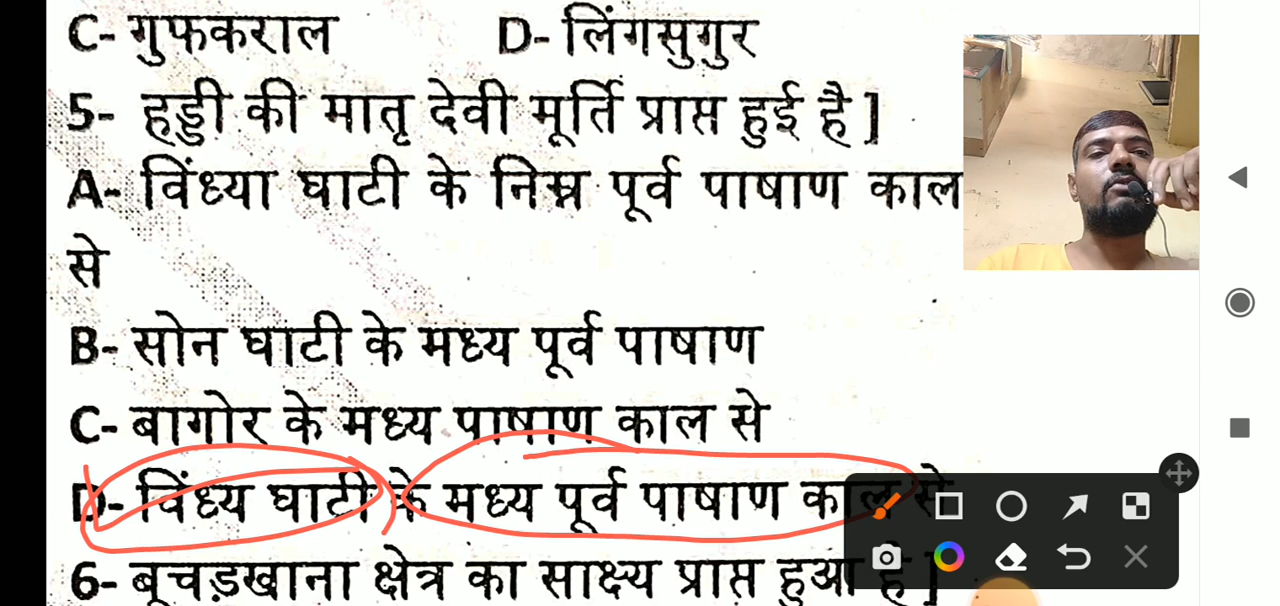 C- गुफकराल D- लिंगसुगुर
5- हड्डी की मातृ देवी मूर्ति प्राप्त हुई है ]
A- विंध्या घाटी के निम्न पूर्व पाषाण काल
से
B- सोन घाटी के मध्य पूर्व पाषाण
C- बागोर के मध्य पाषाण काल से
D- विंध्य घाटी के मध्य पूर्व पाषाण काल से
6- बूचड़खाना क्षेत्र का साक्ष्य प्राप्त हुआ है ]